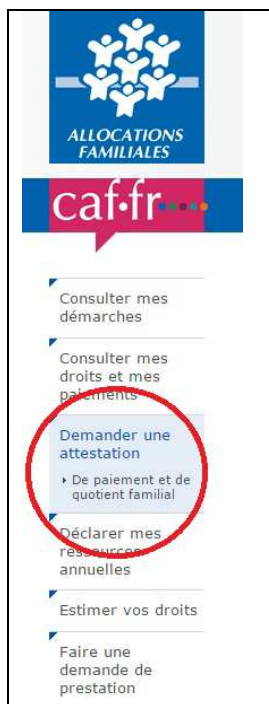 ALLOCATIONS
FAMILIALES
caf·fr
Consulter mes
démarches
Consulter mes
droits et mes
paiements
Demander une
attestation
De paiement et de
quotient familial
Déclarer mes
ressources
annuelles
Estimer vos droits
Faire une
demande de
prestation